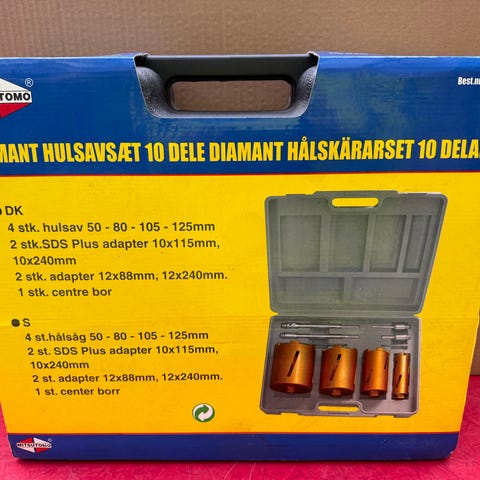 Best.n
TOMO®
MANT HULSAVSÆT 10 DELE DIAMANT HÅLSKÄRARSET 10 DELA
DK
4 stk. hulsav 50 - 80 - 105 - 125mm
2 stk.SDS Plus adapter 10x115mm,
10x240mm
2 stk. adapter 12x88mm, 12x240mm.
1 stk. centre bor
● S
4 st.hålsåg 50 - 80 - 105 - 125mm
2 st. SDS Plus adapter 10x115mm,
10x240mm
2 st. adapter 12x88mm, 12x240mm.
1 st. center borr
MITSUTOMO